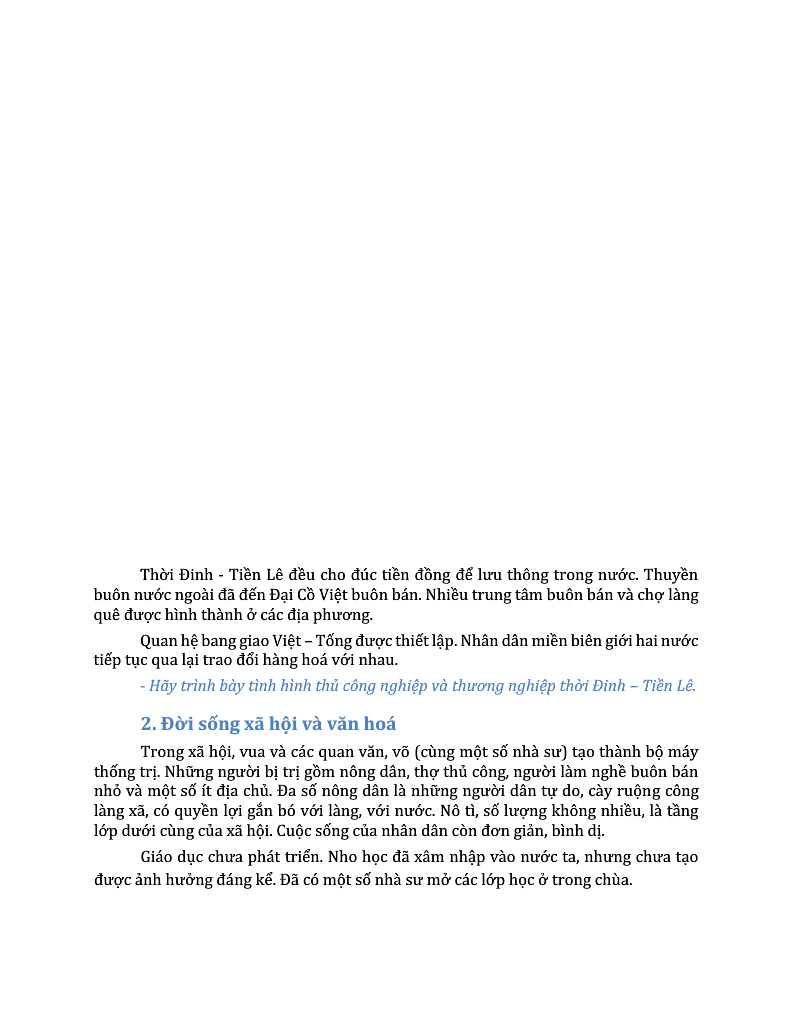 Thời Đinh - Tiền Lê đều cho đúc tiền đồng để lưu thông trong nước. Thuyền
buôn nước ngoài đã đến Đại Cồ Việt buôn bán. Nhiều trung tâm buôn bán và chợ làng
quê được hình thành ở các địa phương.
Quan hệ bang giao Việt – Tống được thiết lập. Nhân dân miền biên giới hai nước
tiếp tục qua lại trao đổi hàng hoá với nhau.
- Hãy trình bày tình hình thủ công nghiệp và thương nghiệp thời Đinh – Tiền Lê.
2. Đời sống xã hội và văn hoá
Trong xã hội, vua và các quan văn, võ (cùng một số nhà sư) tạo thành bộ máy
thống trị. Những người bị trị gồm nông dân, thợ thủ công, người làm nghề buôn bán
nhỏ và một số ít địa chủ. Đa số nông dân là những người dân tự do, cày ruộng công
làng xã, có quyền lợi gắn bó với làng, với nước. Nô tì, số lượng không nhiều, là tầng
lớp dưới cùng của xã hội. Cuộc sống của nhân dân còn đơn giản, bình dị.
Giáo dục chưa phát triển. Nho học đã xâm nhập vào nước ta, nhưng chưa tạo
được ảnh hưởng đáng kể. Đã có một số nhà sư mở các lớp học ở trong chùa.